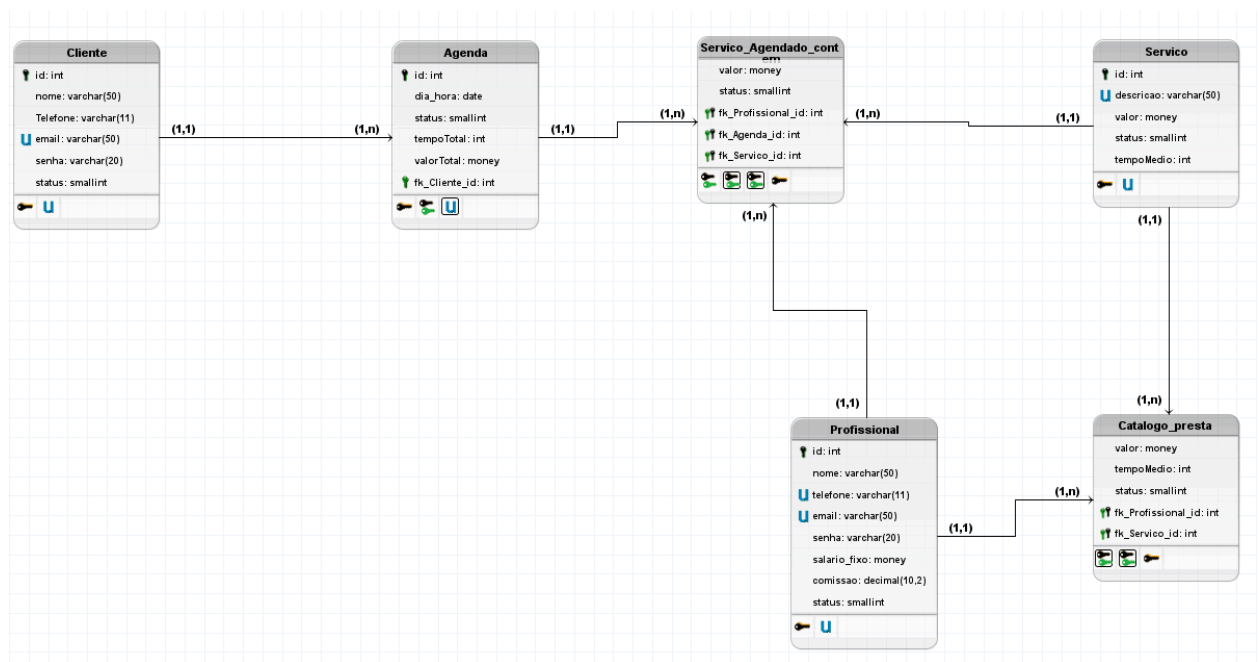 Cliente
id: int
nome: varchar(50)
Telefone: varchar(11)
U email: varchar(50)
senha: varchar(20)
status: smallint
U
(1,1)
(1,n)
Agenda
id: int
dia_hora: date
status: smallint
tempoTotal: int
valorTotal: money
fk_Cliente_id: int
U
(1,1)
(1,n)
Servico_Agendado_cont
em
valor: money
status: smallint
fk_Profissional_id: int
fk_Agenda_id: int
fk_Servico_id: int
(1,n)
(1,1)
Servico
id: int
U descricao: varchar(50)
valor: money
status: smallint
tempoMedio: int
U
(1,n)
(1,1)
(1,1)
(1,n)
Profissional
id: int
nome: varchar(50)
U telefone: varchar(11)
U email: varchar(50)
senha: varchar(20)
salario_fixo: money
comissao: decimal(10,2)
status: smallint
U
(1,1)
(1,n)
Catalogo_presta
valor: money
tempoMedio: int
status: smallint
fk_Profissional_id: int
fk_Servico_id: int